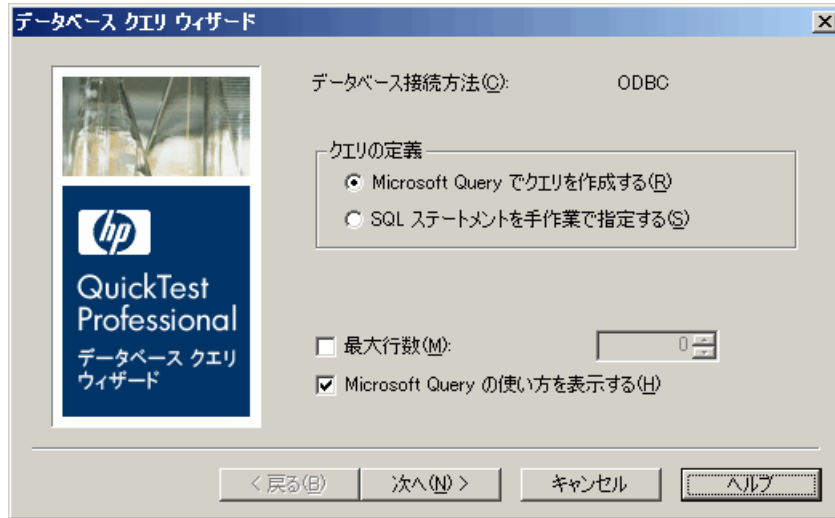 データベース クエリ ウィザード
データベース接続方法(C):
ODBC
クエリの定義
Microsoft Query でクエリを作成する(R)
SQL ステートメントを手作業で指定する(S)
hp
QuickTest
Professional
データベース クエリ
ウィザード
最大行数(M):
0
Microsoft Query の使い方を表示する(H)
< 戻る(B)
次へ(N) >
キャンセル
ヘルプ